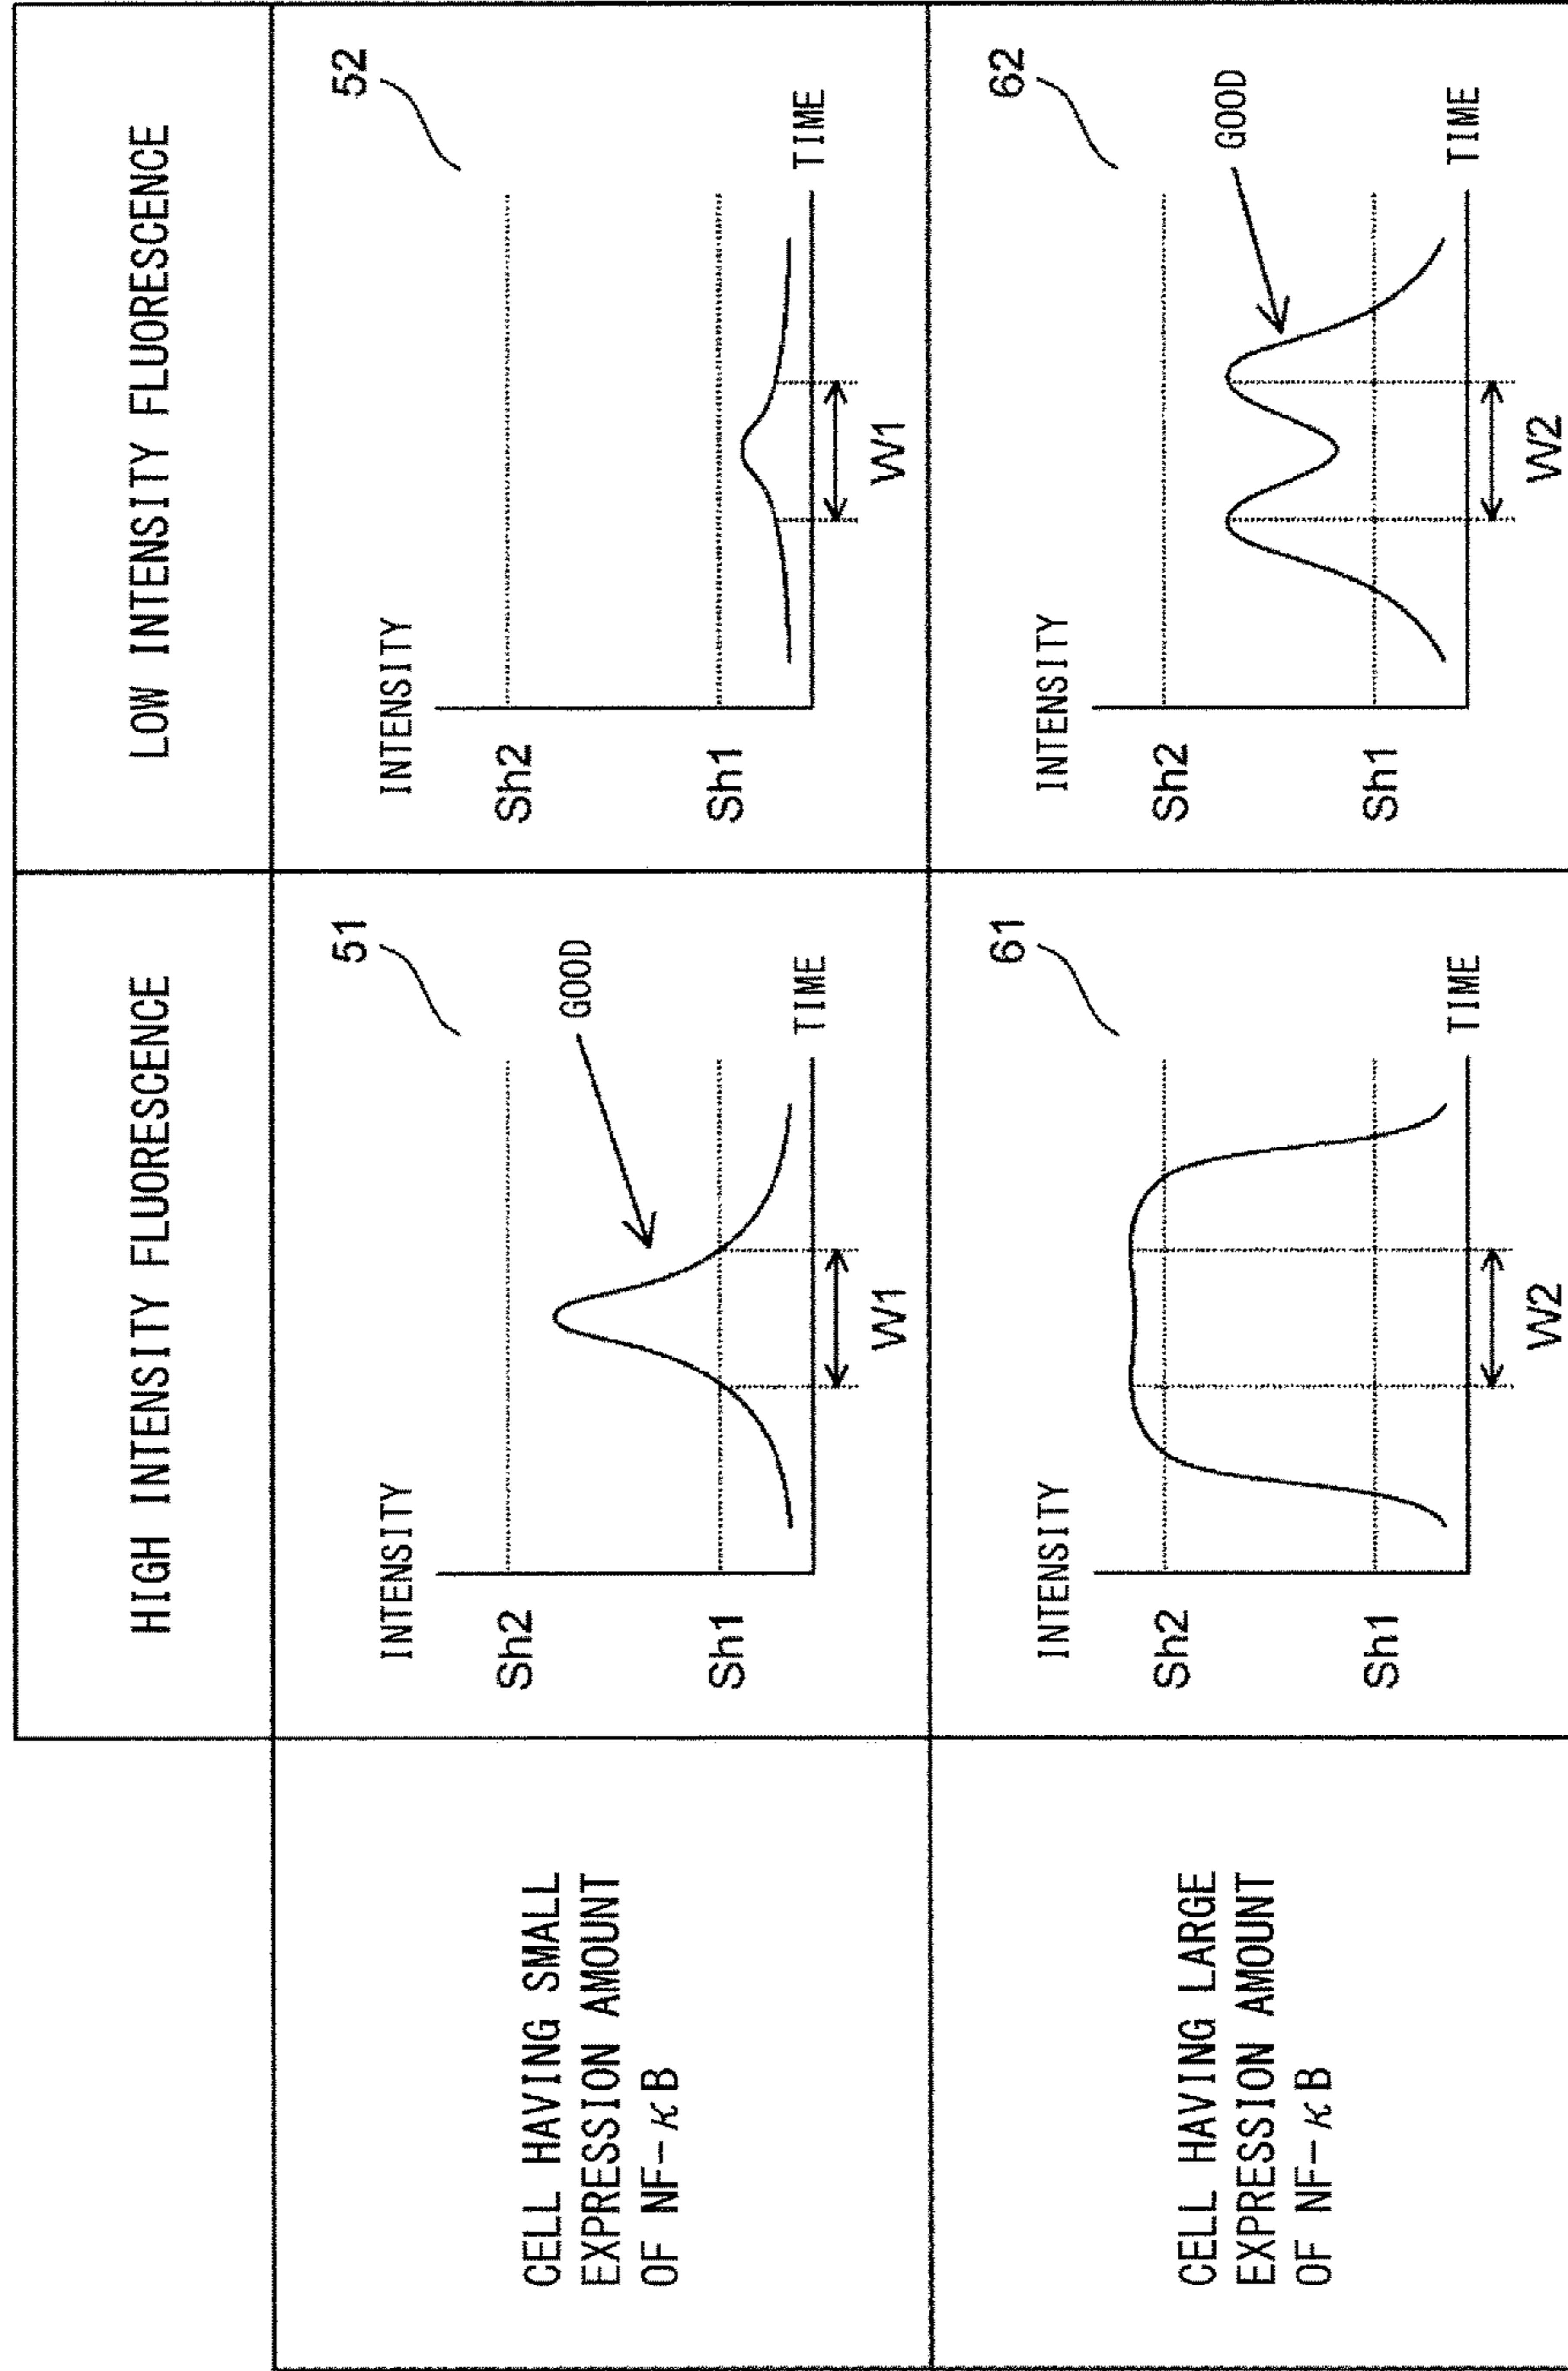 HIGH INTENSITY FLUORESCENCE
LOW INTENSITY FLUORESCENCE
CELL HAVING SMALL
EXPRESSION AMOUNT
OF NF-κB
INTENSITY
51
Sh2
GOOD
Sh1
TIME
W1
INTENSITY
52
Sh2
Sh1
TIME
W1
CELL HAVING LARGE
EXPRESSION AMOUNT
OF NF-κB
INTENSITY
61
Sh2
Sh1
TIME
W2
INTENSITY
62
Sh2
GOOD
Sh1
TIME
W2